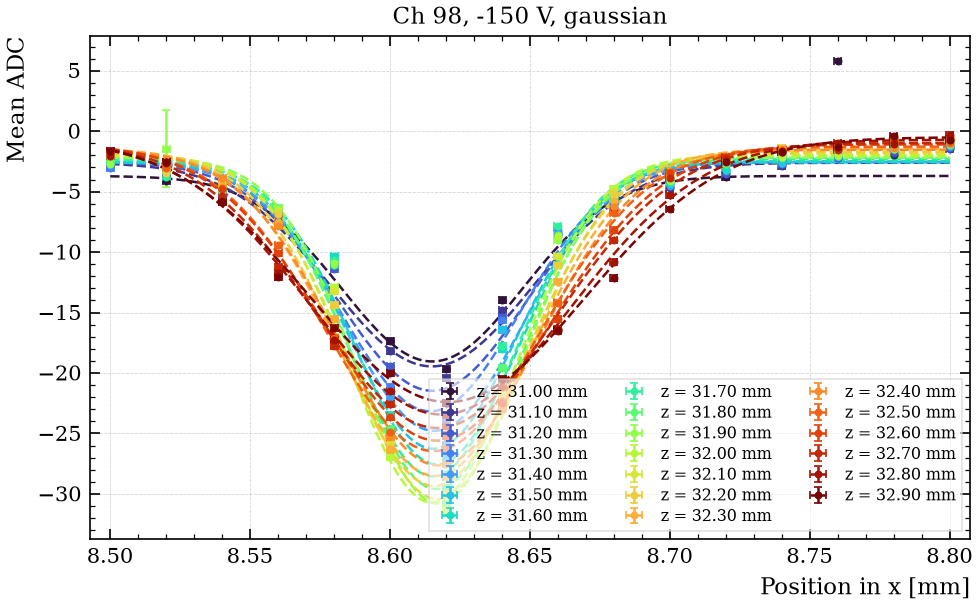 Ch 98, -150 V, gaussian
Mean ADC
5
0
−5
−10
−15
−20
−25
−30
z = 31.00 mm
z = 31.10 mm
z = 31.20 mm
z = 31.30 mm
z = 31.40 mm
z = 31.50 mm
z = 31.60 mm
z = 31.70 mm
z = 31.80 mm
z = 31.90 mm
z = 32.00 mm
z = 32.10 mm
z = 32.20 mm
z = 32.30 mm
z = 32.40 mm
z = 32.50 mm
z = 32.60 mm
z = 32.70 mm
z = 32.80 mm
z = 32.90 mm
8.50 8.55 8.60 8.65 8.70 8.75 8.80
Position in x [mm]